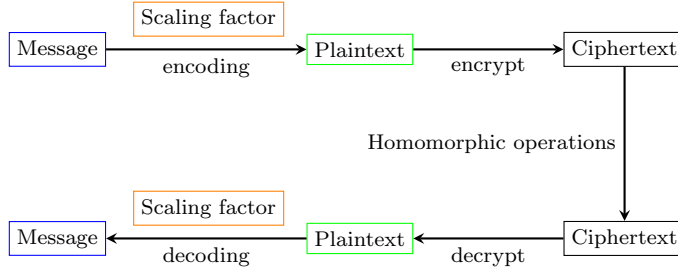 Scaling factor
Message
Plaintext
Ciphertext
encoding
encrypt
Homomorphic operations
Scaling factor
Message
Plaintext
Ciphertext
decoding
decrypt